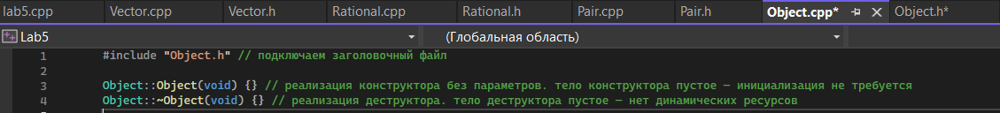 lab5.cpp Vector.cpp Vector.h Rational.cpp Rational.h Pair.cpp Pair.h Object.cpp* Object.h*
Lab5 (Глобальная область)
1 #include "Object.h" // подключаем заголовочный файл
2
3 Object::Object(void) {} // реализация конструктора без параметров. тело конструктора пустое — инициализация не требуется
4 Object::~Object(void) {} // реализация деструктора. тело деструктора пустое — нет динамических ресурсов